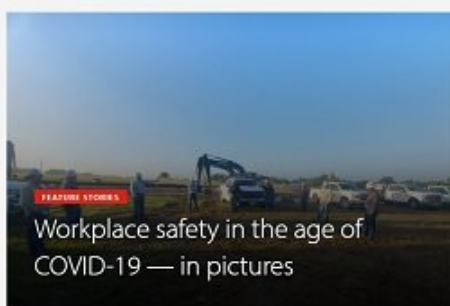 FEATURE STORIES
Workplace safety in the age of
COVID-19 — in pictures